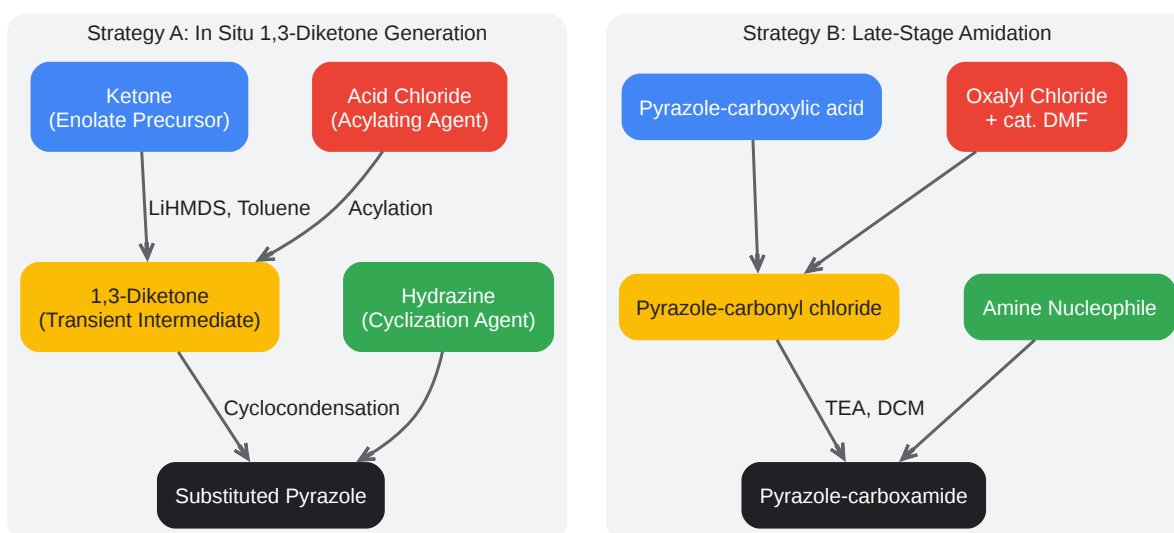 Strategy A: In Situ 1,3-Diketone Generation
Ketone
(Enolate Precursor)
Acid Chloride
(Acylating Agent)
LiHMDS, Toluene
Acylation
1,3-Diketone
(Transient Intermediate)
Hydrazine
(Cyclization Agent)
Cyclocondensation
Substituted Pyrazole
Strategy B: Late-Stage Amidation
Pyrazole-carboxylic acid
Oxalyl Chloride
+ cat. DMF
Pyrazole-carbonyl chloride
Amine Nucleophile
TEA, DCM
Pyrazole-carboxamide